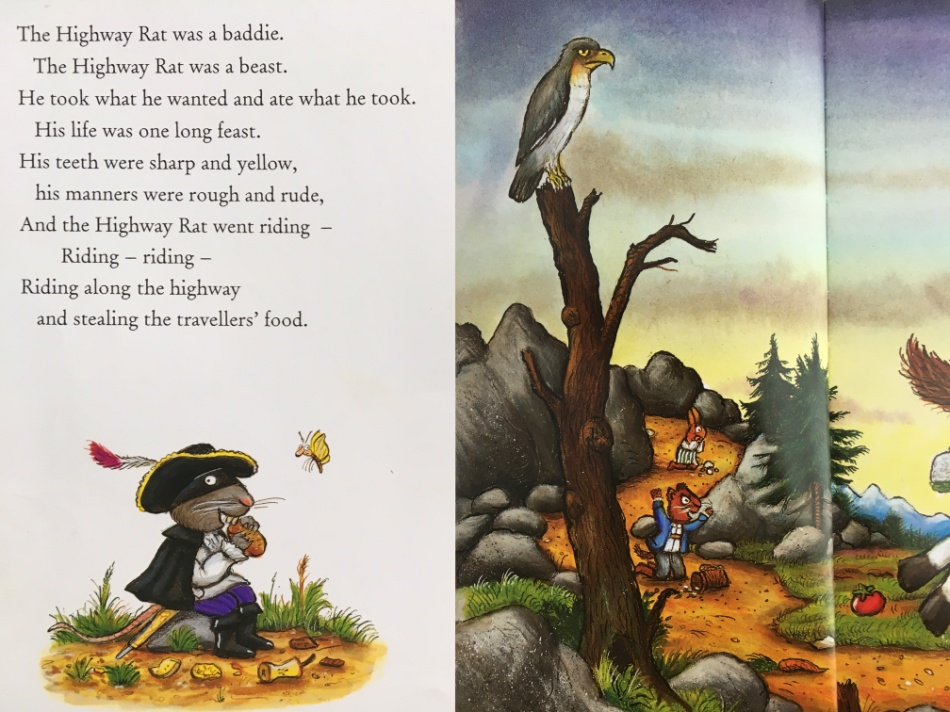 The Highway Rat was a baddie.
The Highway Rat was a beast.
He took what he wanted and ate what he took.
His life was one long feast.
His teeth were sharp and yellow,
his manners were rough and rude,
And the Highway Rat went riding –
Riding – riding –
Riding along the highway
and stealing the travellers’ food.